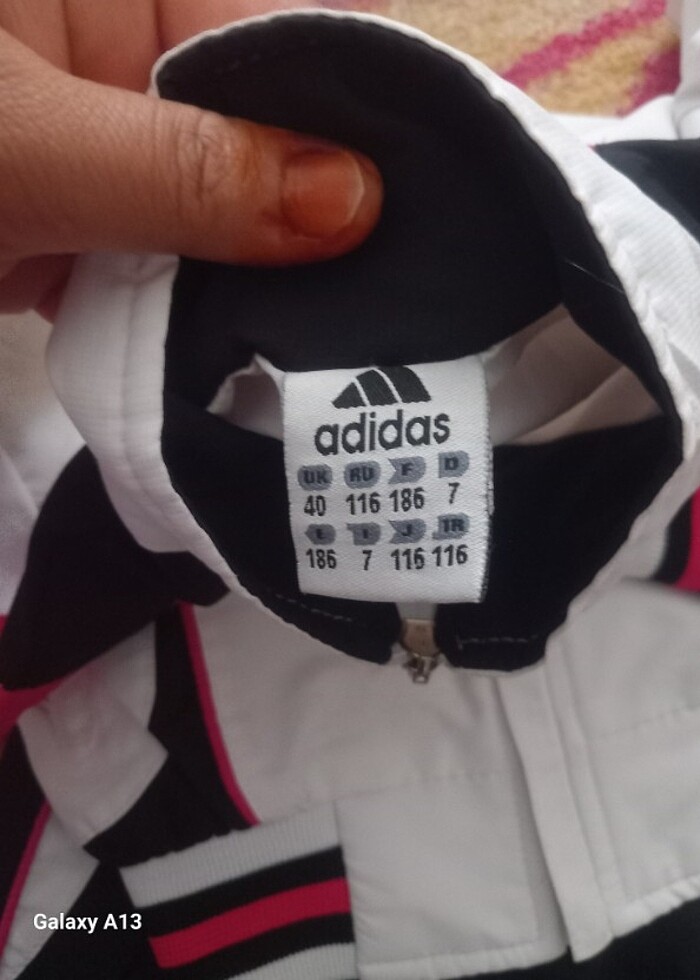 adidas
UK RU F D
40 116 186 7
E I J TR
186 7 116 116
Galaxy A13